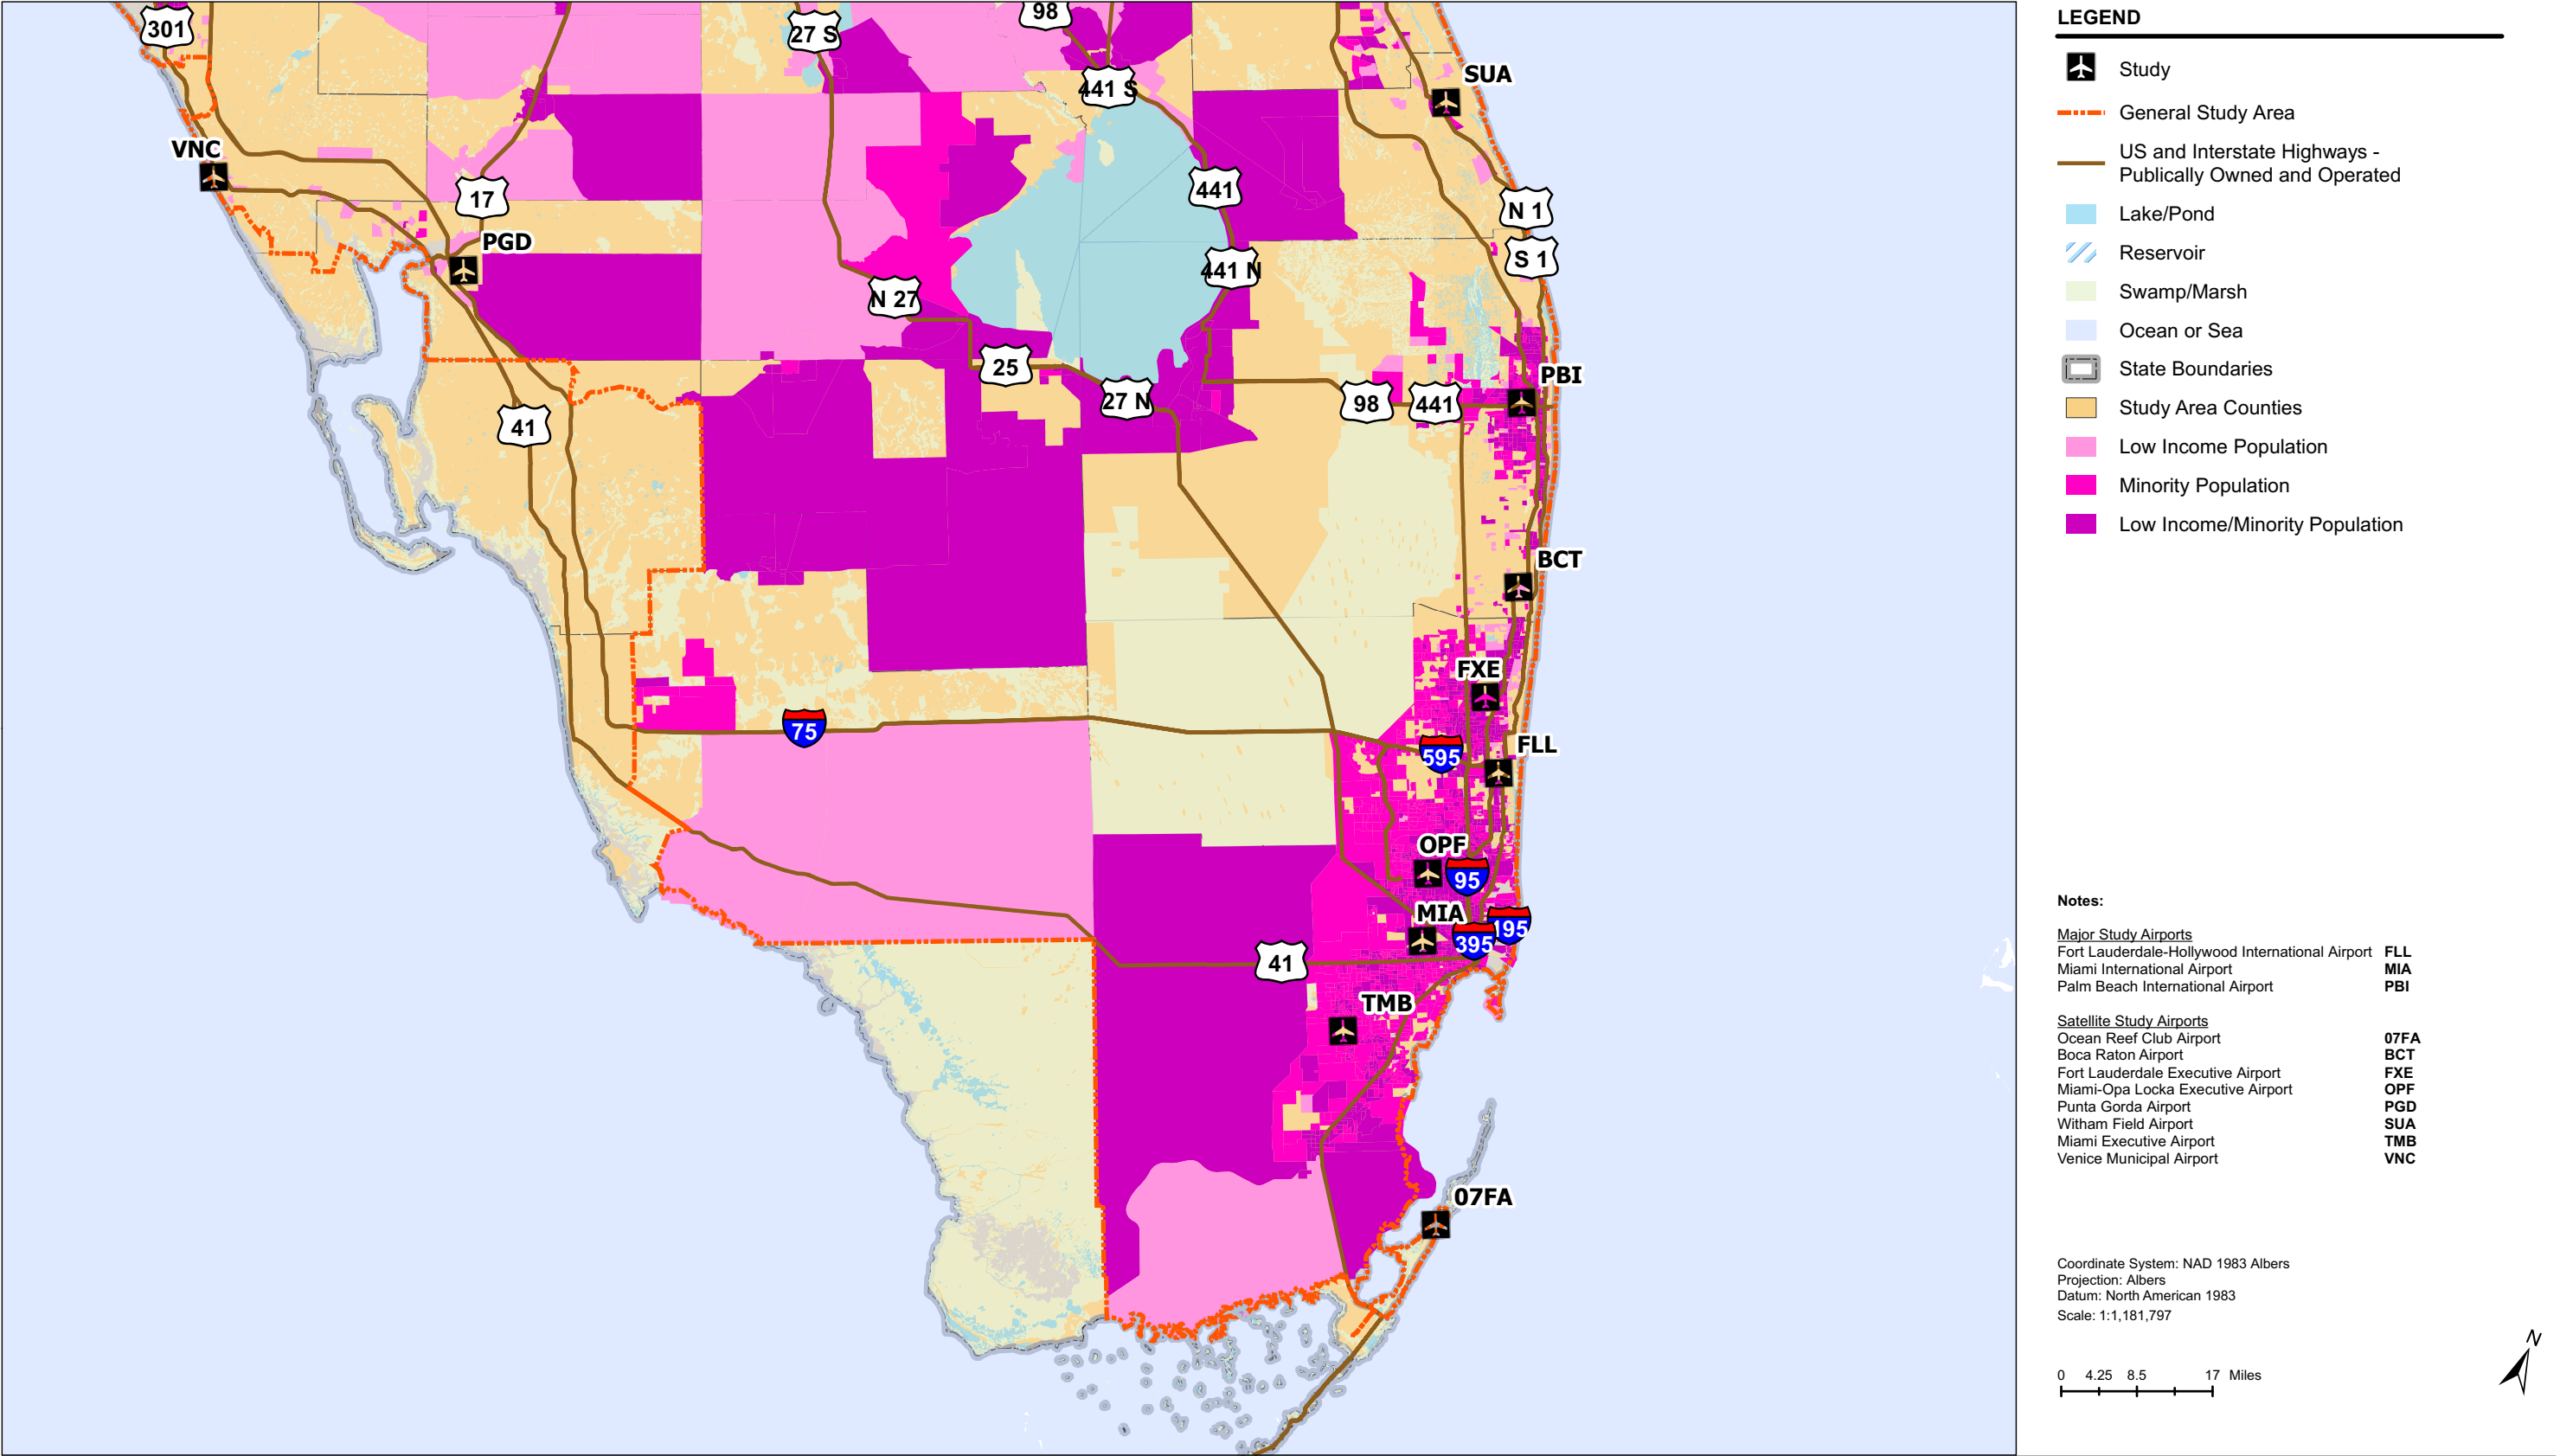 301
27 S
98
441 S
SUA
VNC
17
441
N 1
PGD
S 1
441 N
N 27
25
PBI
27 N
98
441
41
BCT
FXE
75
595
FLL
OPF
95
MIA
195
395
41
TMB
07FA
LEGEND
Study
General Study Area
US and Interstate Highways -
Publically Owned and Operated
Lake/Pond
Reservoir
Swamp/Marsh
Ocean or Sea
State Boundaries
Study Area Counties
Low Income Population
Minority Population
Low Income/Minority Population
Notes:
Major Study Airports
Fort Lauderdale-Hollywood International Airport FLL
Miami International Airport MIA
Palm Beach International Airport PBI
Satellite Study Airports
Ocean Reef Club Airport 07FA
Boca Raton Airport BCT
Fort Lauderdale Executive Airport FXE
Miami-Opa Locka Executive Airport OPF
Punta Gorda Airport PGD
Witham Field Airport SUA
Miami Executive Airport TMB
Venice Municipal Airport VNC
Coordinate System: NAD 1983 Albers
Projection: Albers
Datum: North American 1983
Scale: 1:1,181,797
N
0 4.25 8.5 17 Miles